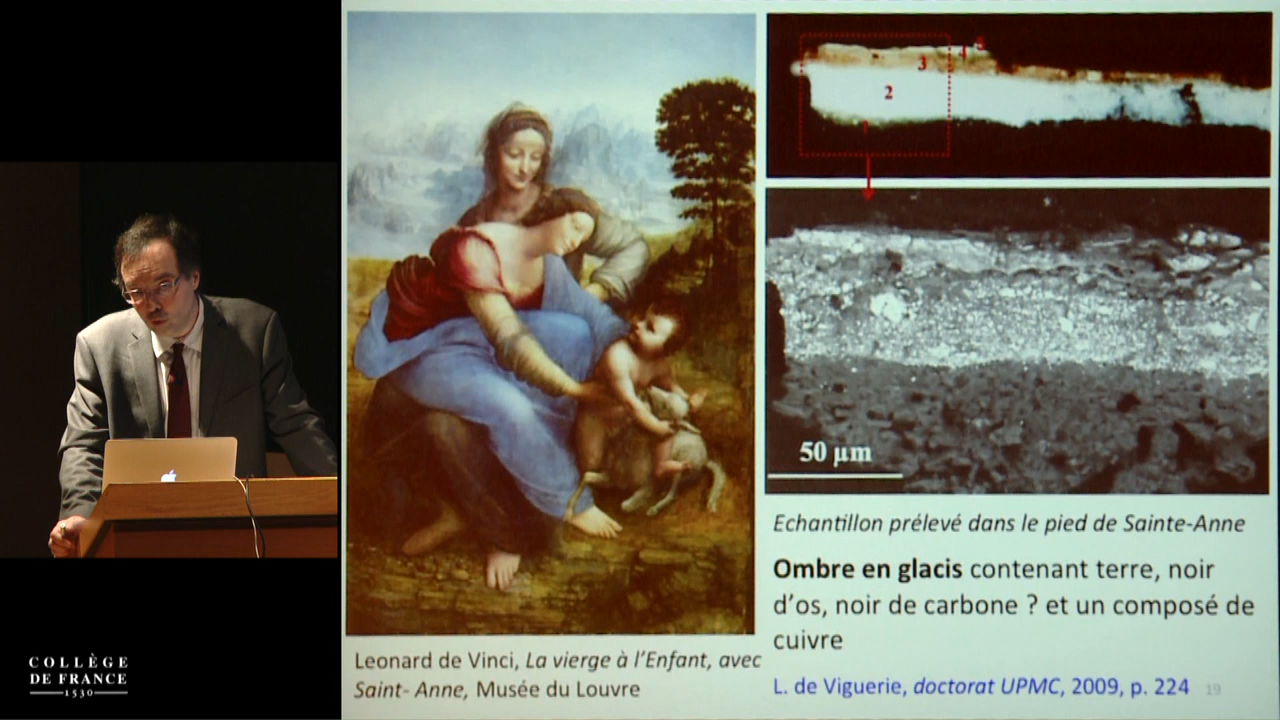 COLLÈGE
DE FRANCE
1530
Leonard de Vinci, La vierge à l'Enfant, avec
Saint- Anne, Musée du Louvre
2
3
4
5
1
50 µm
Echantillon prélevé dans le pied de Sainte-Anne
Ombre en glacis contenant terre, noir
d'os, noir de carbone ? et un composé de
cuivre
L. de Viguerie, doctorat UPMC, 2009, p. 224
19